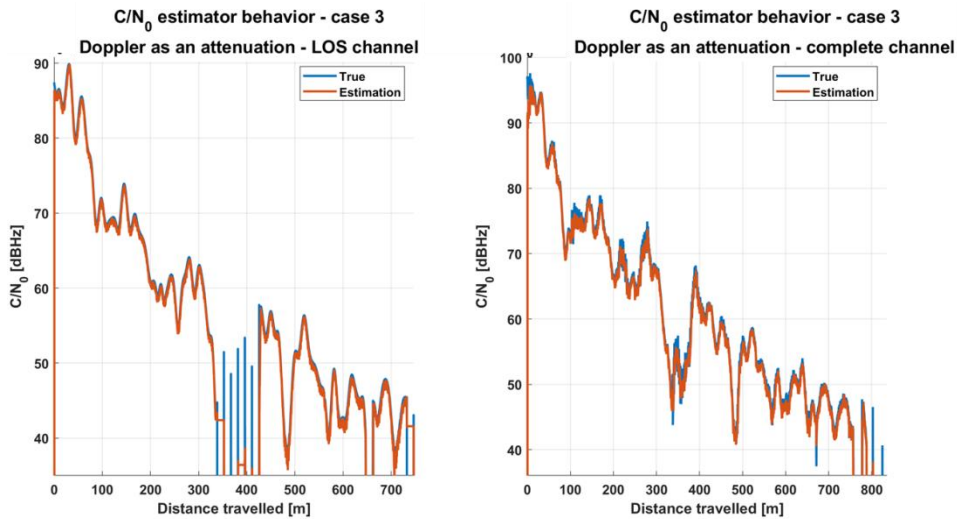 C/N0 estimator behavior - case 3
Doppler as an attenuation - LOS channel
90
80
70
60
50
40
C/N0 [dBHz]
True
Estimation
0 100 200 300 400 500 600 700
Distance travelled [m]
C/N0 estimator behavior - case 3
Doppler as an attenuation - complete channel
100
90
80
70
60
50
40
C/N0 [dBHz]
True
Estimation
0 100 200 300 400 500 600 700 800
Distance travelled [m]